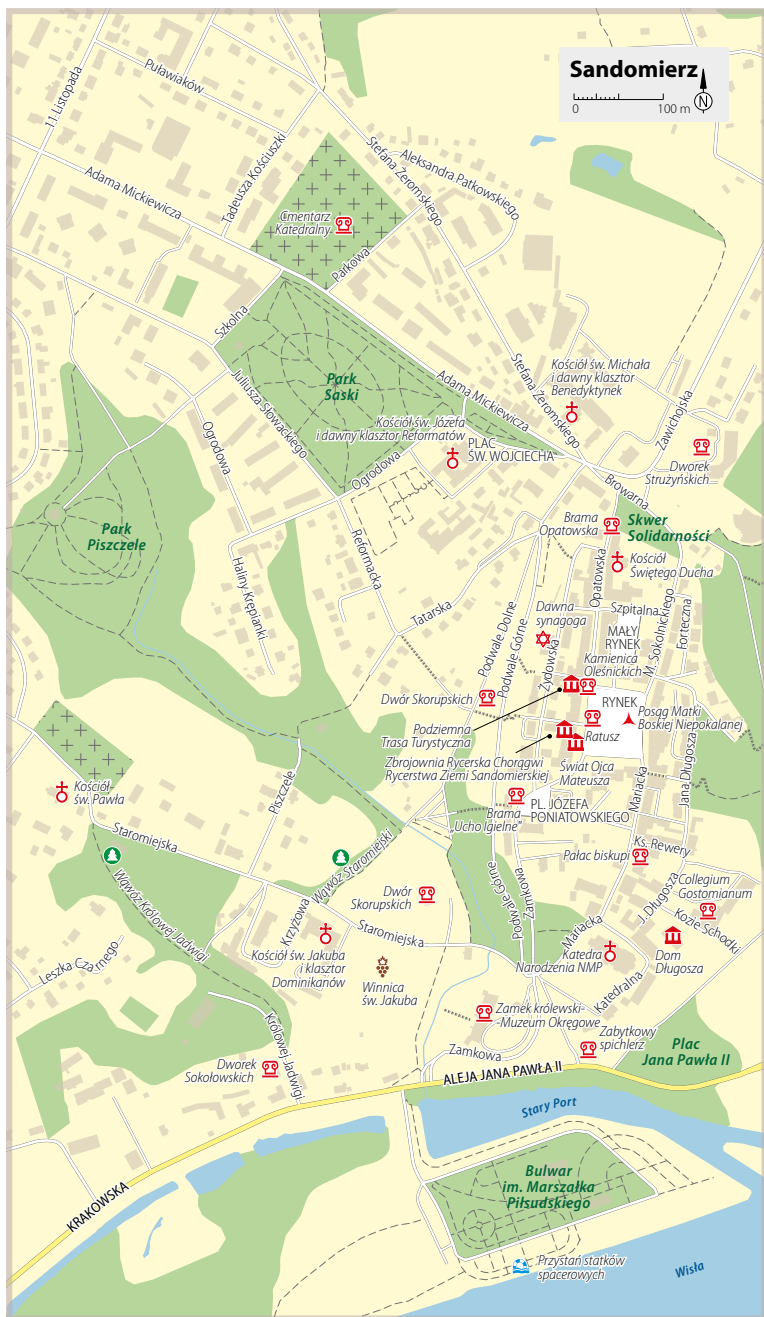 Sandomierz
0
100 m
N
11 Listopada
Puławiaków
Tadeusza Kościuszki
Adama Mickiewicza
Stefana Żeromskiego
Aleksandra Patkowskiego
Cmentarz
Katedralny
Parkowa
Szkolna
Park
Saski
Juliusza Słowackiego
Adama Mickiewicza
Stefana Żeromskiego
Kościół św. Michała
i dawny klasztor
Benedyktynek
Kościół św. Józefa
i dawny klasztor Reformatów
PLAC
ŚW. WOJCIECHA
Zawichojska
Dworek
Strużyńskich
Ogrodowa
Ogrodowa
Browarna
Park
Piszczele
Brama
Opatowska
Skwer
Solidarności
Reformacka
Kościół
Świętego Ducha
Opatowska
Haliny Krępianki
Tatarska
Podwale Dolne
Podwale Górne
Dawna
synagoga
Szpitalna
MAŁY
RYNEK
M. Sokolnickiego
Forteczna
Żydowska
Kamienica
Oleśnickich
Dwór Skorupskich
RYNEK
Posąg Matki
Boskiej Niepokalanej
Podziemna
Trasa Turystyczna
Ratusz
Zbrojownia Rycerska Chorągwi
Rycerstwa Ziemi Sandomierskiej
Świat Ojca
Mateusza
Jana Długosza
Mariacka
Kościół
św. Pawła
Piszczele
Brama
„Ucho Igielne”
PL. JÓZEFA
PONIATOWSKIEGO
Staromiejska
Wąwóz Staromiejski
Ks. Rewery
Pałac biskupi
Wąwóz Królowej Jadwigi
Dwór
Skorupskich
Podwale Górne
Zamkowa
Collegium
Gostomianum
J. Długosza
Kozie Schodki
Krzyżowa
Staromiejska
Mariacka
Kościół św. Jakuba
i klasztor
Dominikanów
Katedra
Narodzenia NMP
Dom
Długosza
Leszka Czarnego
Winnica
św. Jakuba
Katedralna
Królowej Jadwigi
Zamek królewski-
-Muzeum Okręgowe
Zabytkowy
spichlerz
Plac
Jana Pawła II
Dworek
Sokołowskich
Zamkowa
ALEJA JANA PAWŁA II
Stary Port
Bulwar
im. Marszałka
Piłsudskiego
KRAKOWSKA
Przystań statków
spacerowych
Wisła